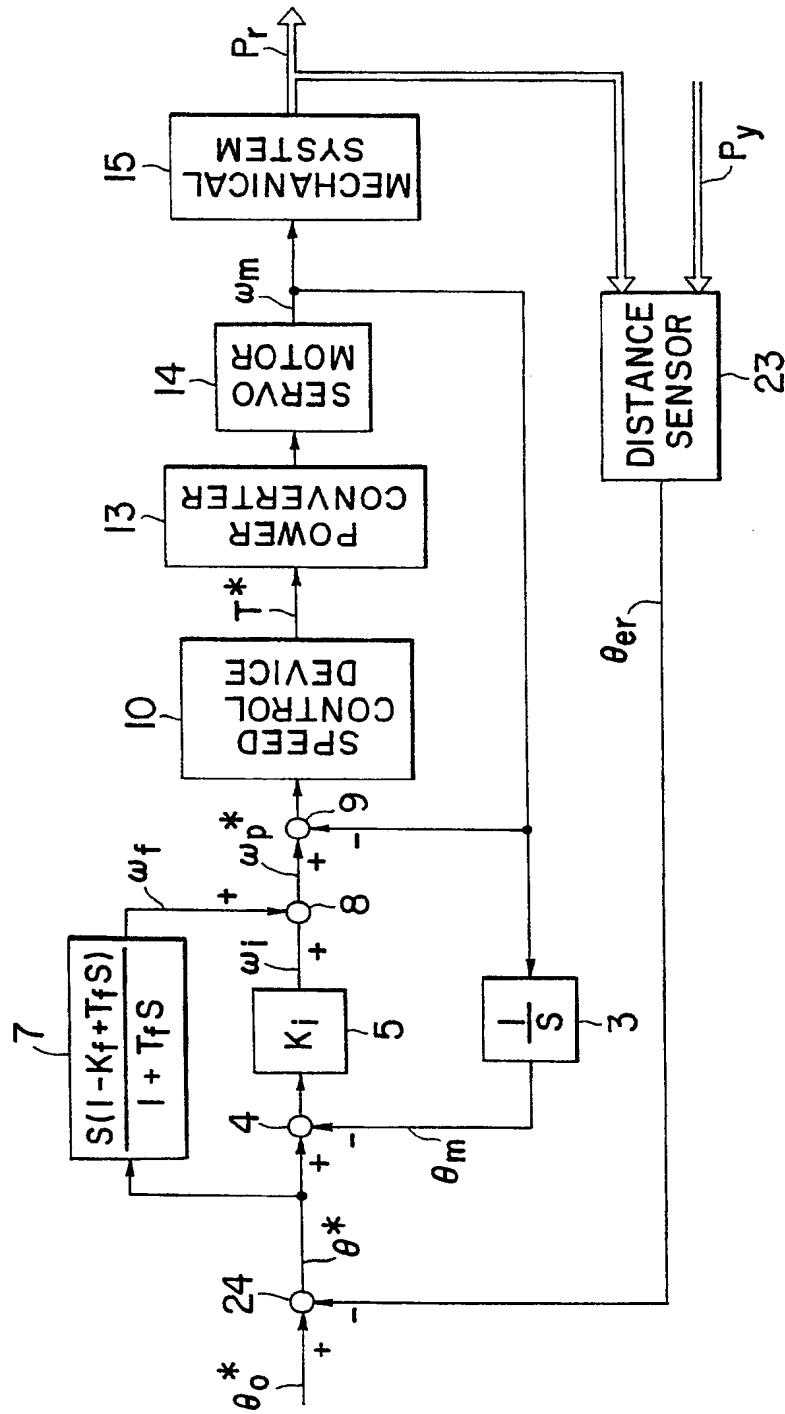 θo*
+
-
24
θ*
7
S(1-Kf+TfS)
1+TfS
ωf
+
4
+
-
Ki
5
ωi
+
8
ωp*
+
-
9
10
SPEED
CONTROL
DEVICE
T*
13
POWER
CONVERTER
14
SERVO
MOTOR
ωm
15
MECHANICAL
SYSTEM
Pr
θm
1
S
3
θer
DISTANCE
SENSOR
23
Py